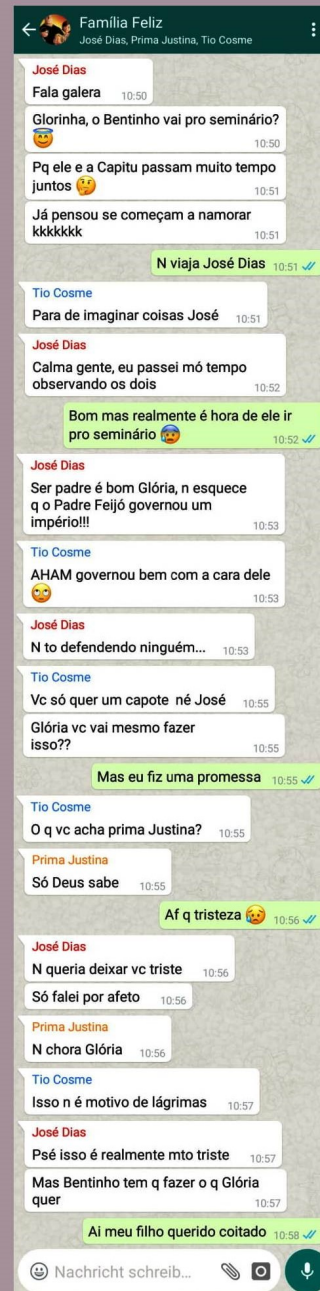 Família Feliz
José Dias, Prima Justina, Tio Cosme
José Dias
Fala galera 10:50
Glorinha, o Bentinho vai pro seminário?
😇 10:50
Pq ele e a Capitu passam muito tempo
juntos 🤔 10:51
Já pensou se começam a namorar
kkkkkkk 10:51
N viaja José Dias 10:51
Tio Cosme
Para de imaginar coisas José 10:51
José Dias
Calma gente, eu passei mó tempo
observando os dois 10:52
Bom mas realmente é hora de ele ir
pro seminário 😰 10:52
José Dias
Ser padre é bom Glória, n esquece
q o Padre Feijó governou um
império!!! 10:53
Tio Cosme
AHAM governou bem com a cara dele
🙄 10:53
José Dias
N to defendendo ninguém... 10:53
Tio Cosme
Vc só quer um capote né José 10:55
Glória vc vai mesmo fazer
isso?? 10:55
Mas eu fiz uma promessa 10:55
Tio Cosme
O q vc acha prima Justina? 10:55
Prima Justina
Só Deus sabe 10:55
Af q tristeza 😥 10:56
José Dias
N queria deixar vc triste 10:56
Só falei por afeto 10:56
Prima Justina
N chora Glória 10:56
Tio Cosme
Isso n é motivo de lágrimas 10:57
José Dias
Psé isso é realmente mto triste 10:57
Mas Bentinho tem q fazer o q Glória
quer 10:57
Ai meu filho querido coitado 10:58
Nachricht schreib...